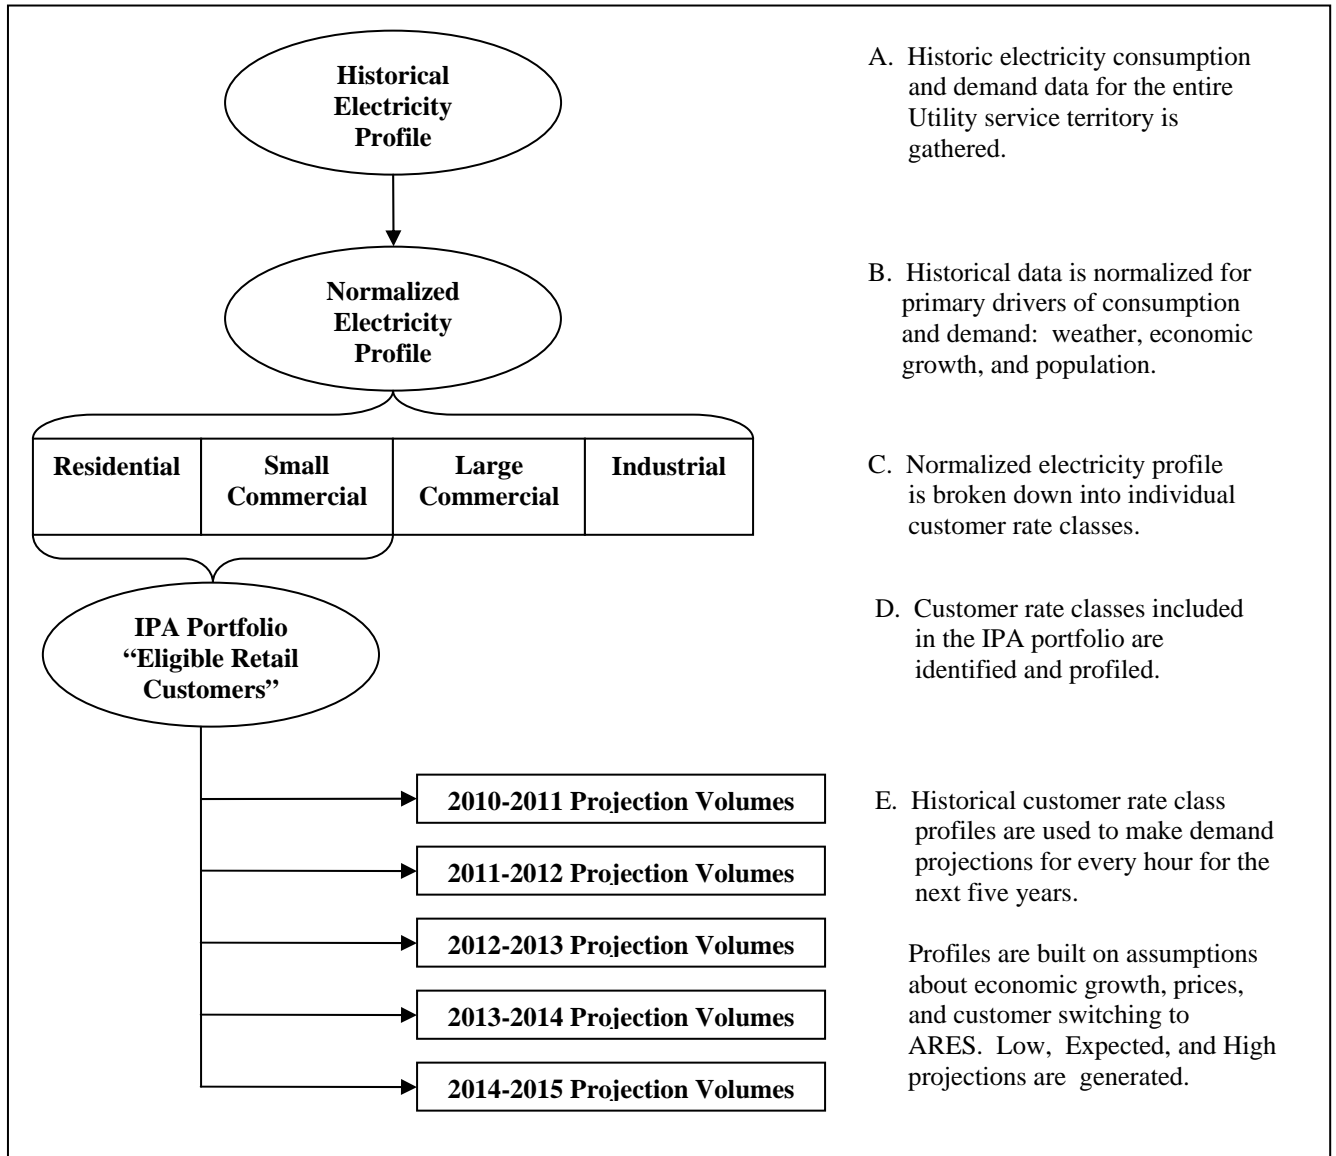 Historical
Electricity
Profile
A. Historic electricity consumption
and demand data for the entire
Utility service territory is
gathered.
Normalized
Electricity
Profile
B. Historical data is normalized for
primary drivers of consumption
and demand: weather, economic
growth, and population.
Residential
Small
Commercial
Large
Commercial
Industrial
C. Normalized electricity profile
is broken down into individual
customer rate classes.
IPA Portfolio
“Eligible Retail
Customers”
D. Customer rate classes included
in the IPA portfolio are
identified and profiled.
2010-2011 Projection Volumes
2011-2012 Projection Volumes
2012-2013 Projection Volumes
2013-2014 Projection Volumes
2014-2015 Projection Volumes
E. Historical customer rate class
profiles are used to make demand
projections for every hour for the
next five years.
Profiles are built on assumptions
about economic growth, prices,
and customer switching to
ARES. Low, Expected, and High
projections are generated.